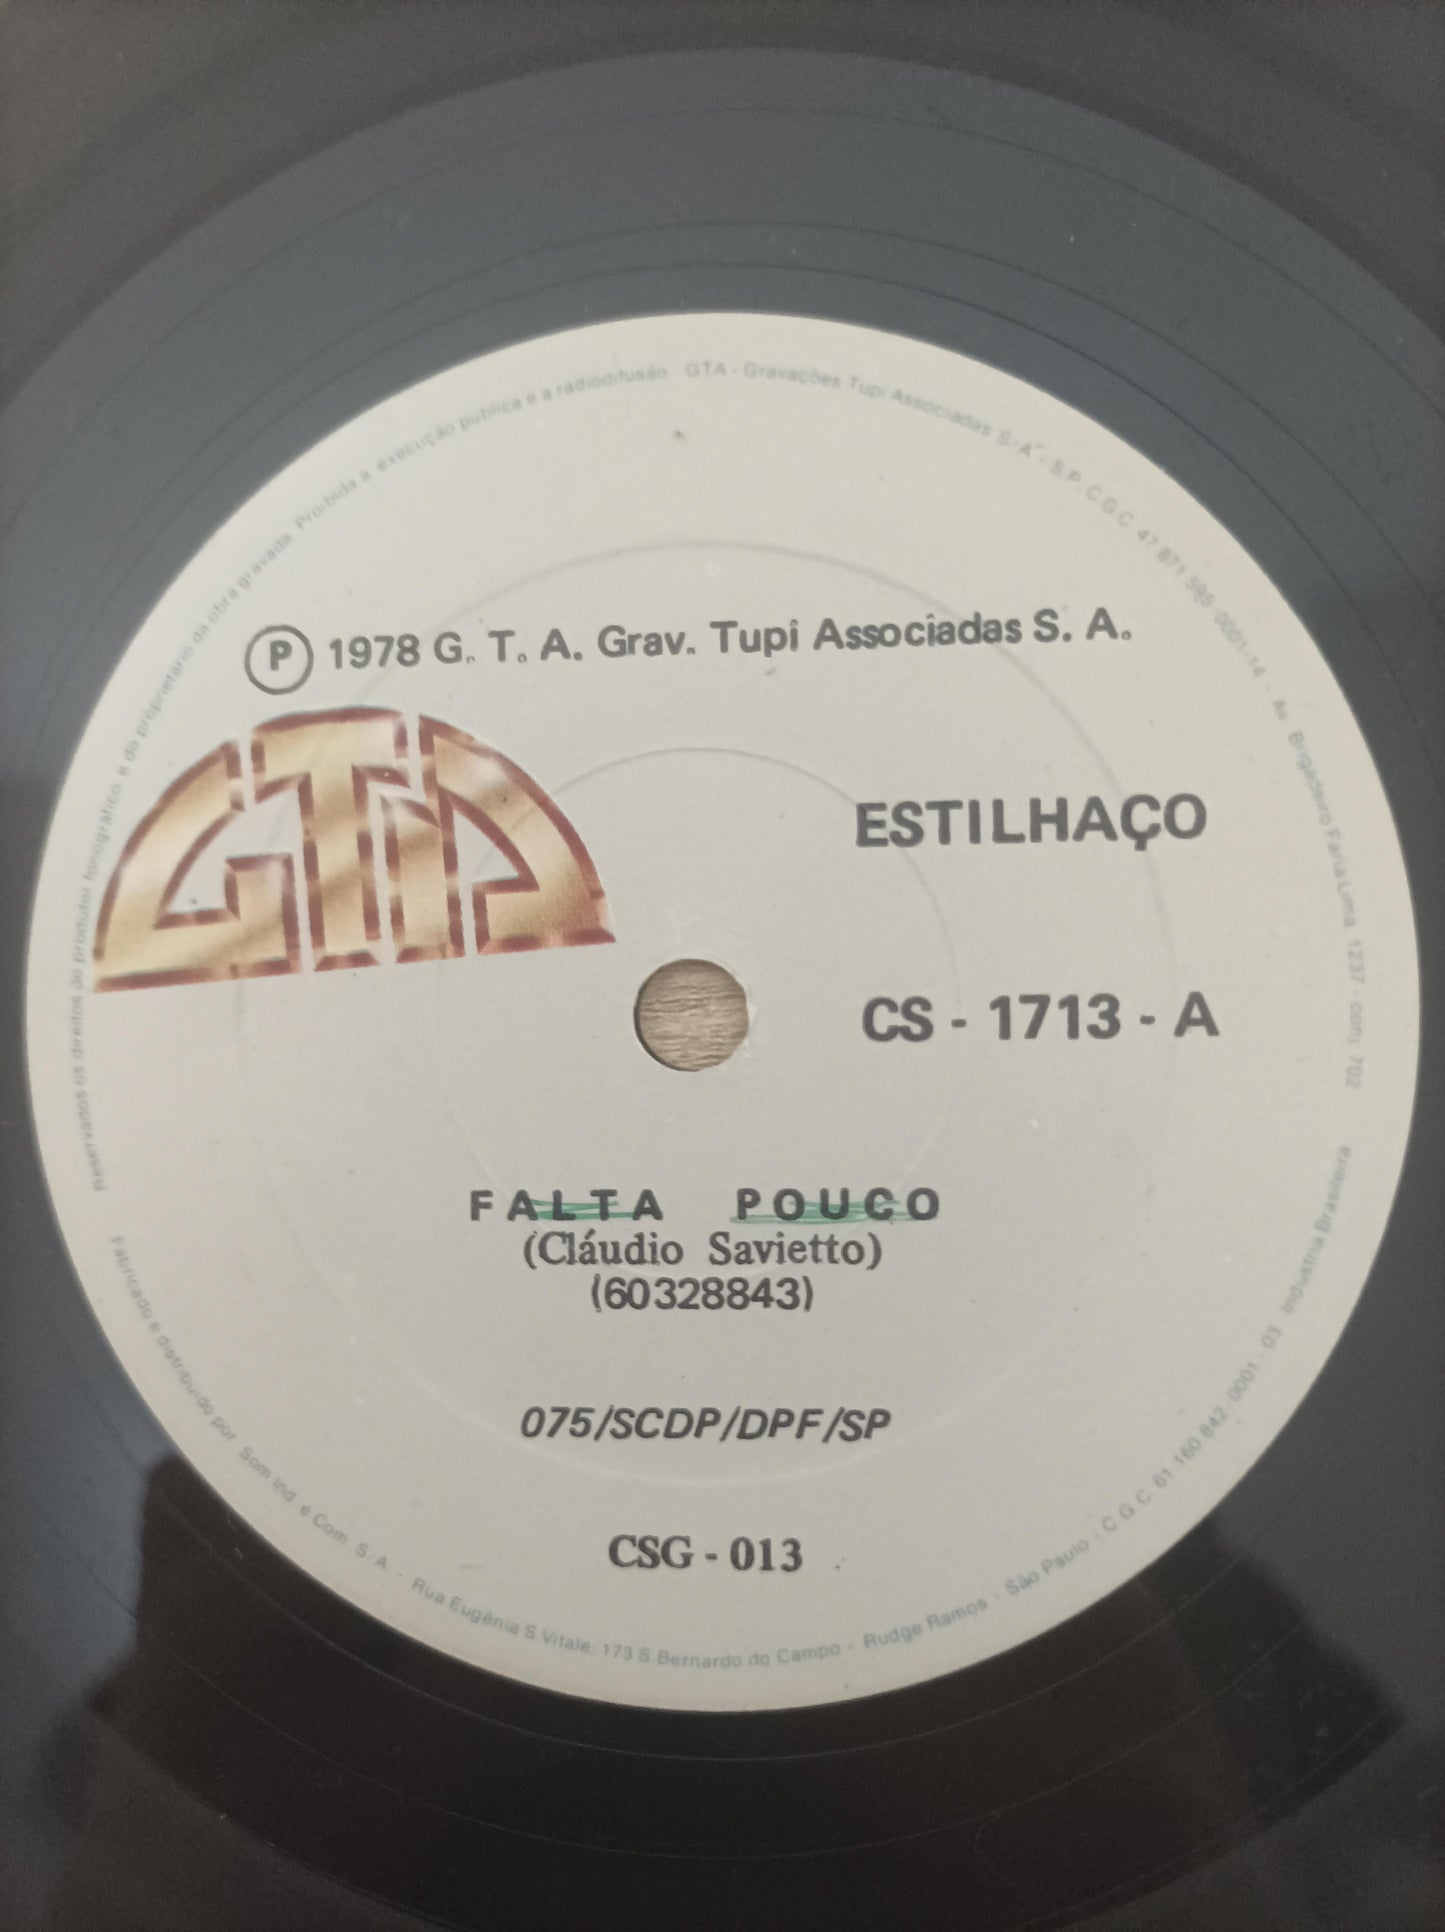 Reservados os direitos do produtor fonográfico e do proprietário da obra gravada. Proibida a execução pública e a radiodifusão. GTA - Gravações Tupi Associadas S/A - S.P. C.G.C. 47 871 595/0001-14 - Av. Brigadeiro Faria Lima 1237 - conj 702
℗ 1978 G. T. A. Grav. Tupi Associadas S. A.
GTA
ESTILHAÇO
CS - 1713 - A
FALTA POUCO
(Cláudio Savietto)
(60328843)
075/SCDP/DPF/SP
CSG - 013
Fabricado e distribuido por Som Ind. e Com. S/A - Rua Eugênia S. Vitale, 173 S. Bernardo do Campo - Rudge Ramos - São Paulo - C G C 61 160 842 0001 - 03 Industria Brasileira